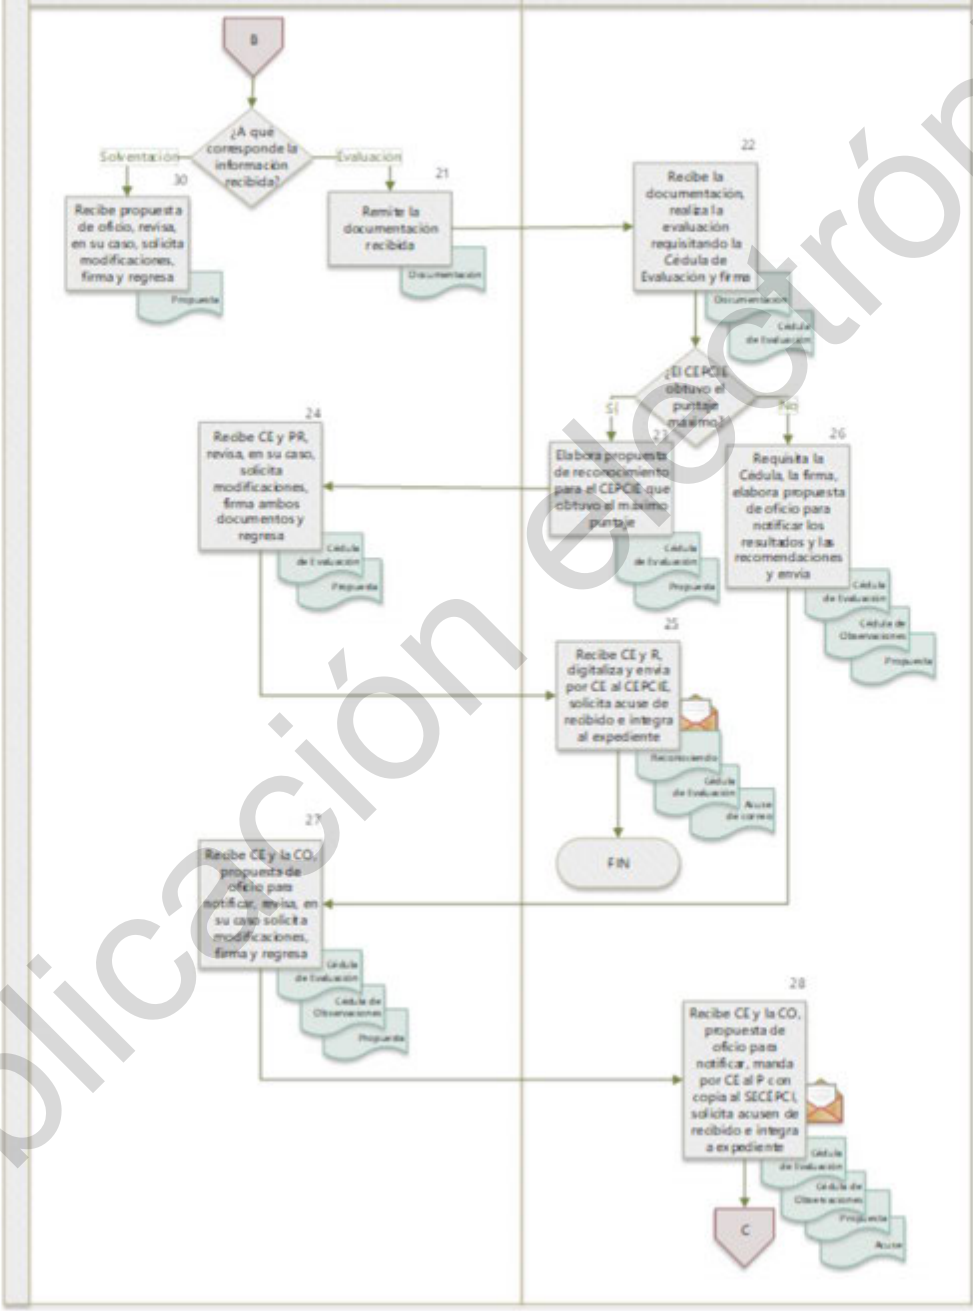 B
¿A qué
corresponde la
información
recibida?
Solventación
Evaluación
30
Recibe propuesta
de oficio, revisa,
en su caso, solicita
modificaciones,
firma y regresa
Propuesta
21
Remite la
documentación
recibida
Documentación
22
Recibe la
documentación,
realiza la
evaluación
requisitando la
Cédula de
Evaluación y firma
Documentación
Cédula
de Evaluación
¿El CEPCIE
obtuvo el
puntaje
máximo?
Sí
No
23
Elabora propuesta
de reconocimiento
para el CEPCIE que
obtuvo el máximo
puntaje
Cédula
de Evaluación
Propuesta
24
Recibe CE y PR,
revisa, en su caso,
solicita
modificaciones,
firma ambos
documentos y
regresa
Cédula
de Evaluación
Propuesta
26
Requisita la
Cédula, la firma,
elabora propuesta
de oficio para
notificar los
resultados y las
recomendaciones
y envía
Cédula
de Evaluación
Cédula de
Observaciones
Propuesta
25
Recibe CE y R,
digitaliza y envía
por CE al CEPCIE,
solicita acuse de
recibido e integra
al expediente
Reconociendo
Cédula
de Evaluación
Acuse
de correo
FIN
27
Recibe CE y la CO,
propuesta de
oficio para
notificar, revisa, en
su caso solicita
modificaciones,
firma y regresa
Cédula
de Evaluación
Cédula de
Observaciones
Propuesta
28
Recibe CE y la CO,
propuesta de
oficio para
notificar, manda
por CE al P con
copia al SECEPCI,
solicita acusen de
recibido e integra
a expediente
Cédula
de Evaluación
Cédula de
Observaciones
Propuesta
Acuse
C
plicación electrón